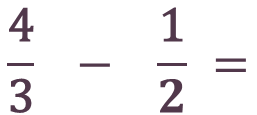 4/3 - 1/2 =